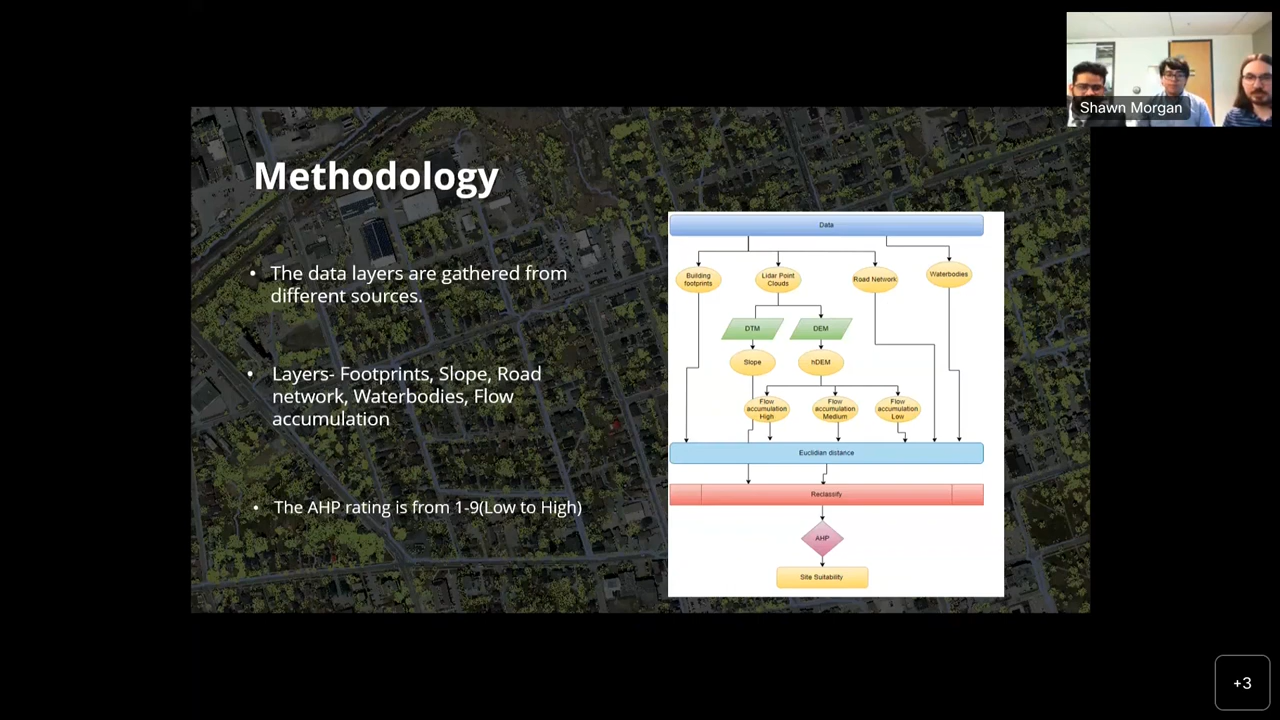 Shawn Morgan
Methodology
• The data layers are gathered from
different sources.
• Layers- Footprints, Slope, Road
network, Waterbodies, Flow
accumulation
• The AHP rating is from 1-9(Low to High)
Data
Building
footprints
Lidar Point
Clouds
Road Network
Waterbodies
DTM
DEM
Slope
hDEM
Flow
accumulation
High
Flow
accumulation
Medium
Flow
accumulation
Low
Euclidian distance
Reclassify
AHP
Site Suitability
+3